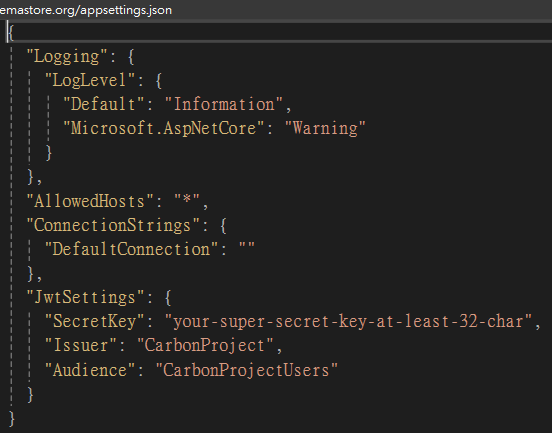 emastore.org/appsettings.json
{
"Logging": {
"LogLevel": {
"Default": "Information",
"Microsoft.AspNetCore": "Warning"
}
},
"AllowedHosts": "*",
"ConnectionStrings": {
"DefaultConnection": ""
},
"JwtSettings": {
"SecretKey": "your-super-secret-key-at-least-32-char",
"Issuer": "CarbonProject",
"Audience": "CarbonProjectUsers"
}
}